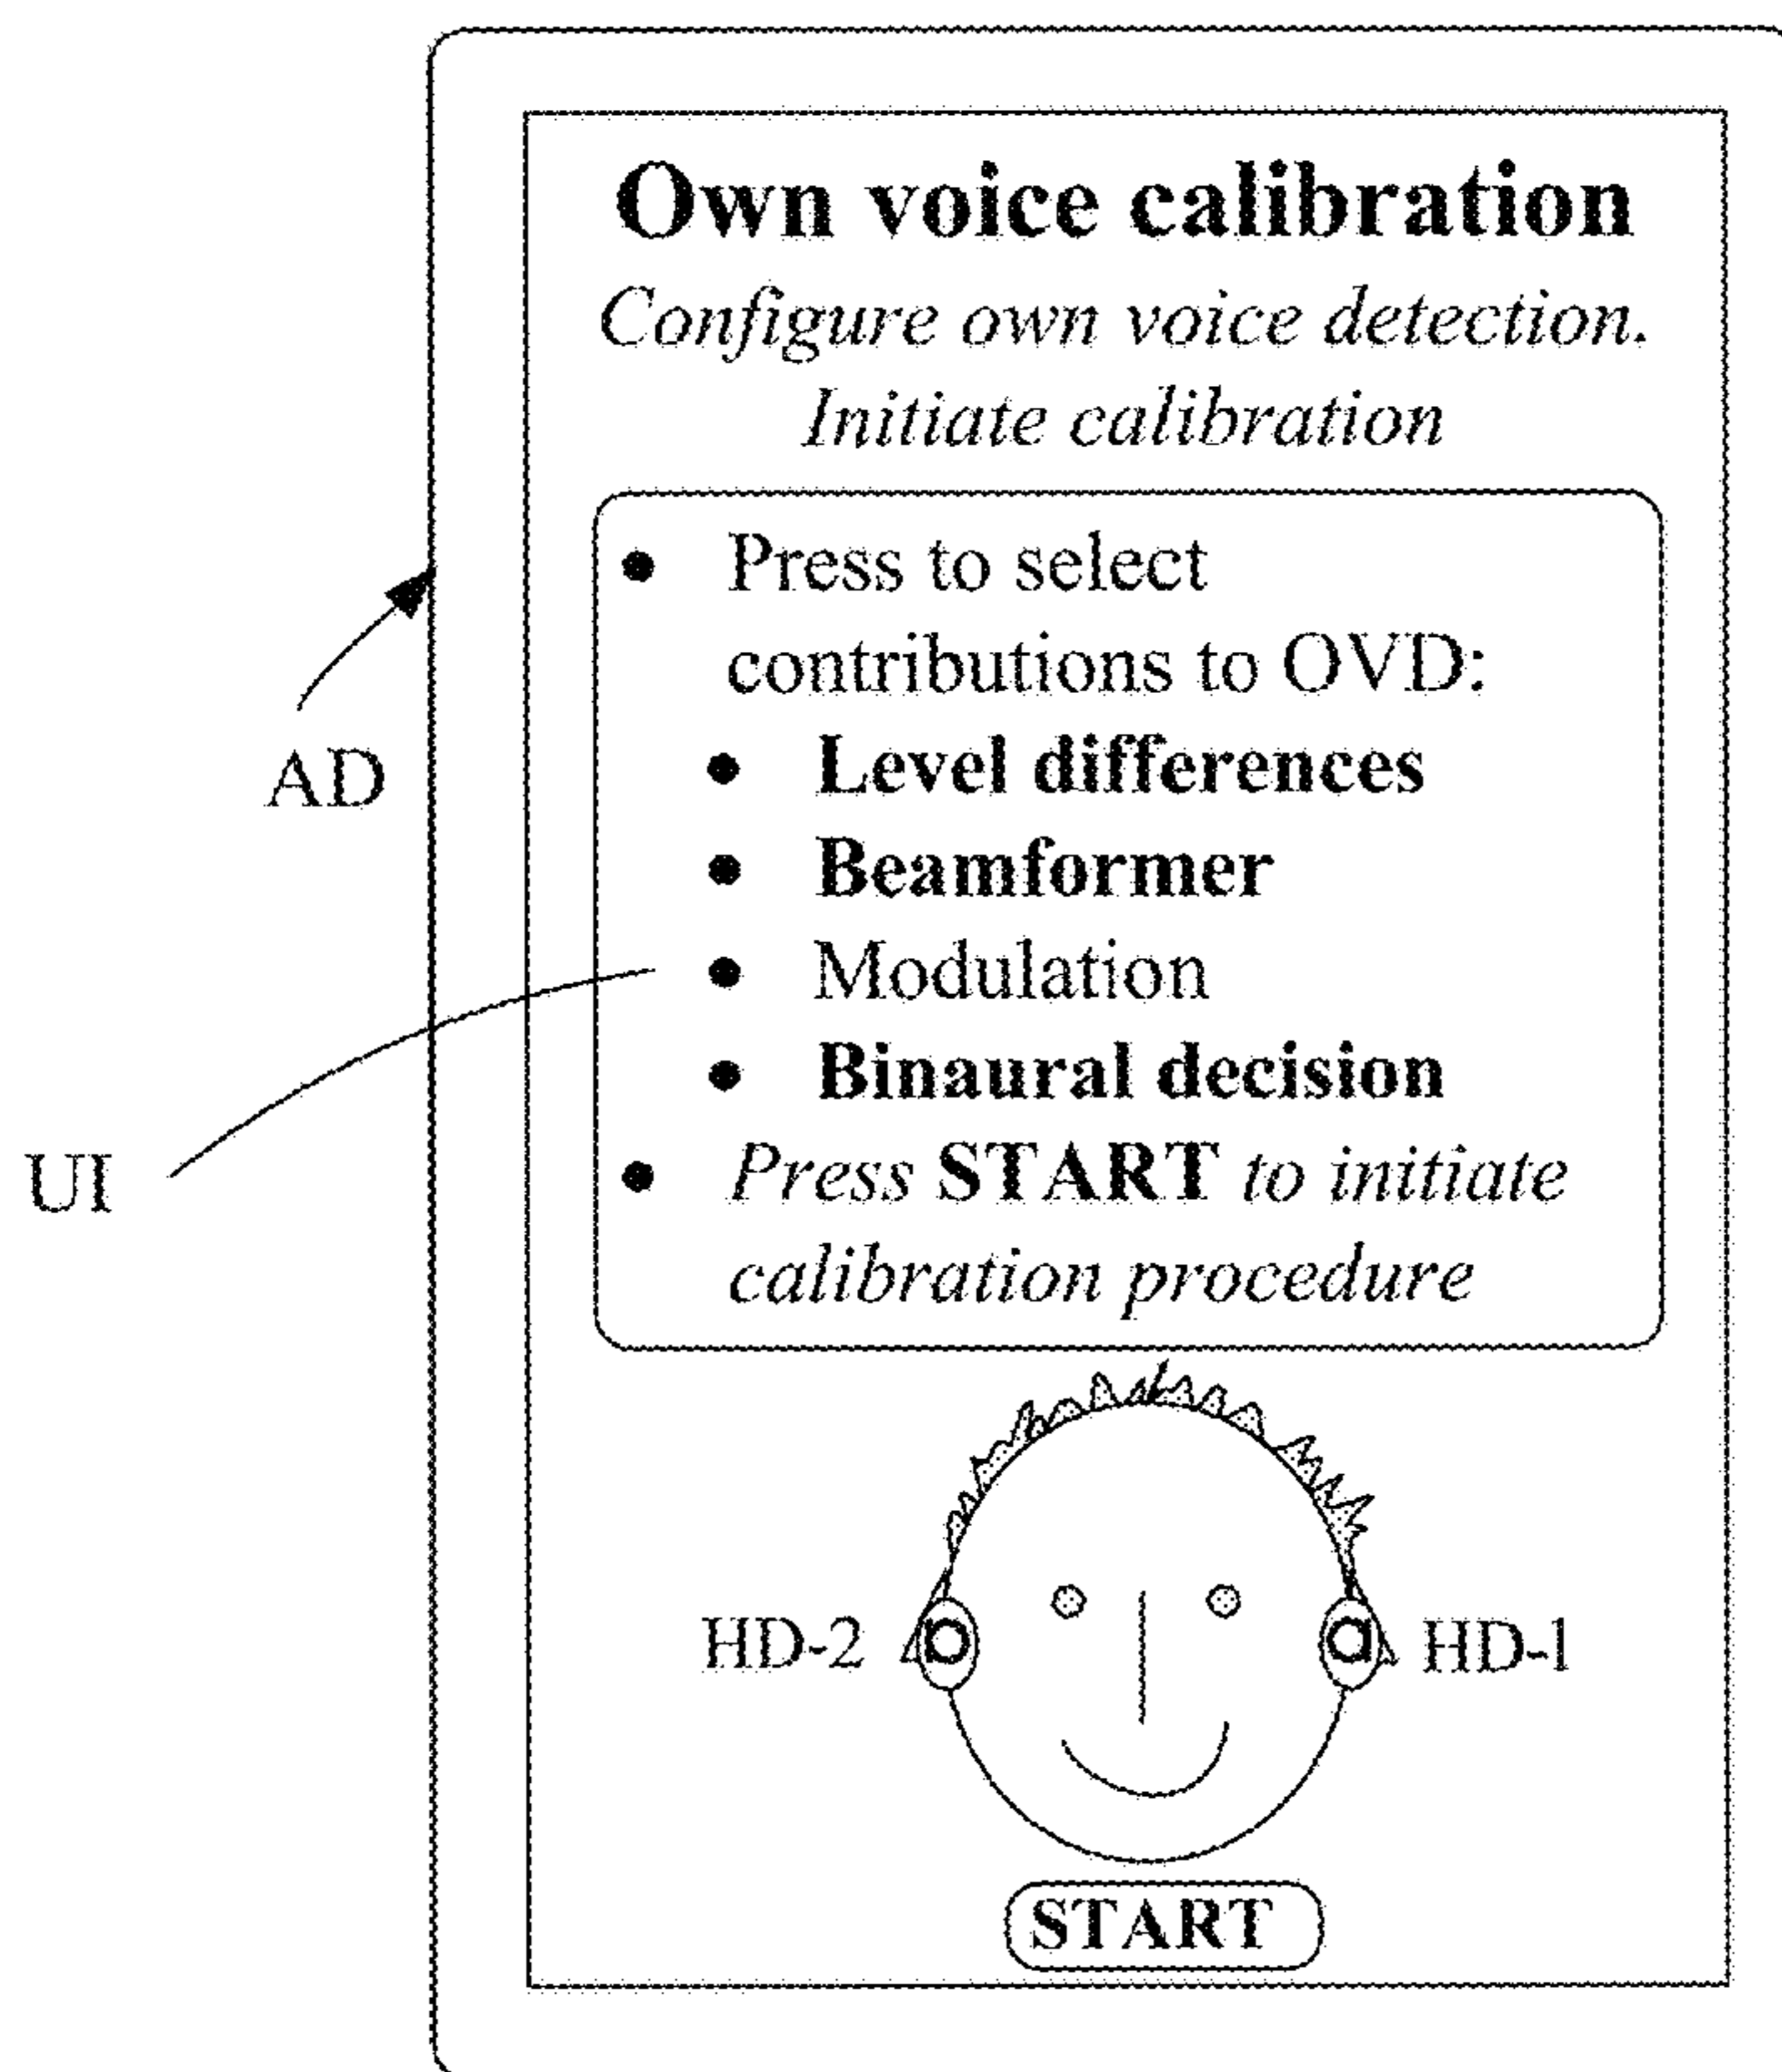 Own voice calibration
Configure own voice detection.
Initiate calibration
• Press to select
contributions to OVD:
• Level differences
• Beamformer
• Modulation
• Binaural decision
• Press START to initiate
calibration procedure
AD
UI
HD-2
HD-1
START